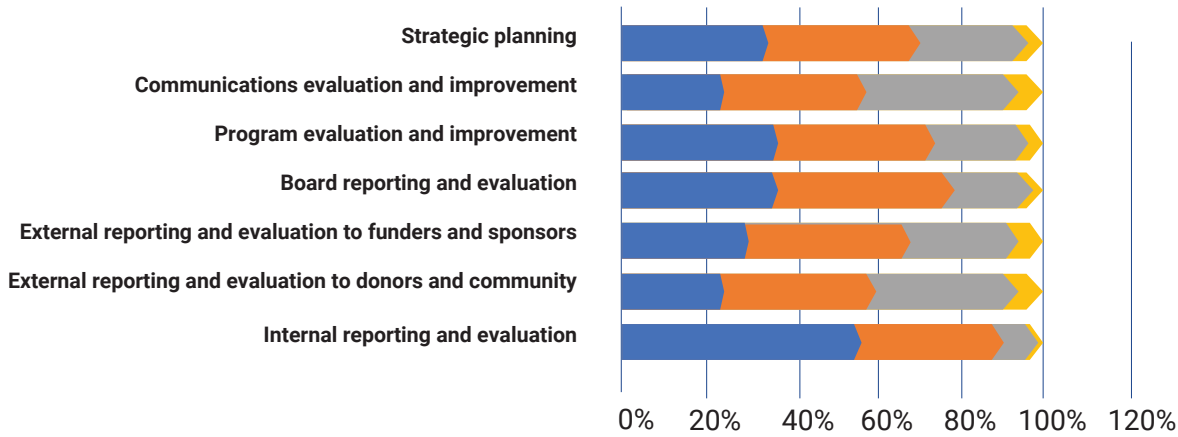 Strategic planning
Communications evaluation and improvement
Program evaluation and improvement
Board reporting and evaluation
External reporting and evaluation to funders and sponsors
External reporting and evaluation to donors and community
Internal reporting and evaluation
0% 20% 40% 60% 80% 100% 120%